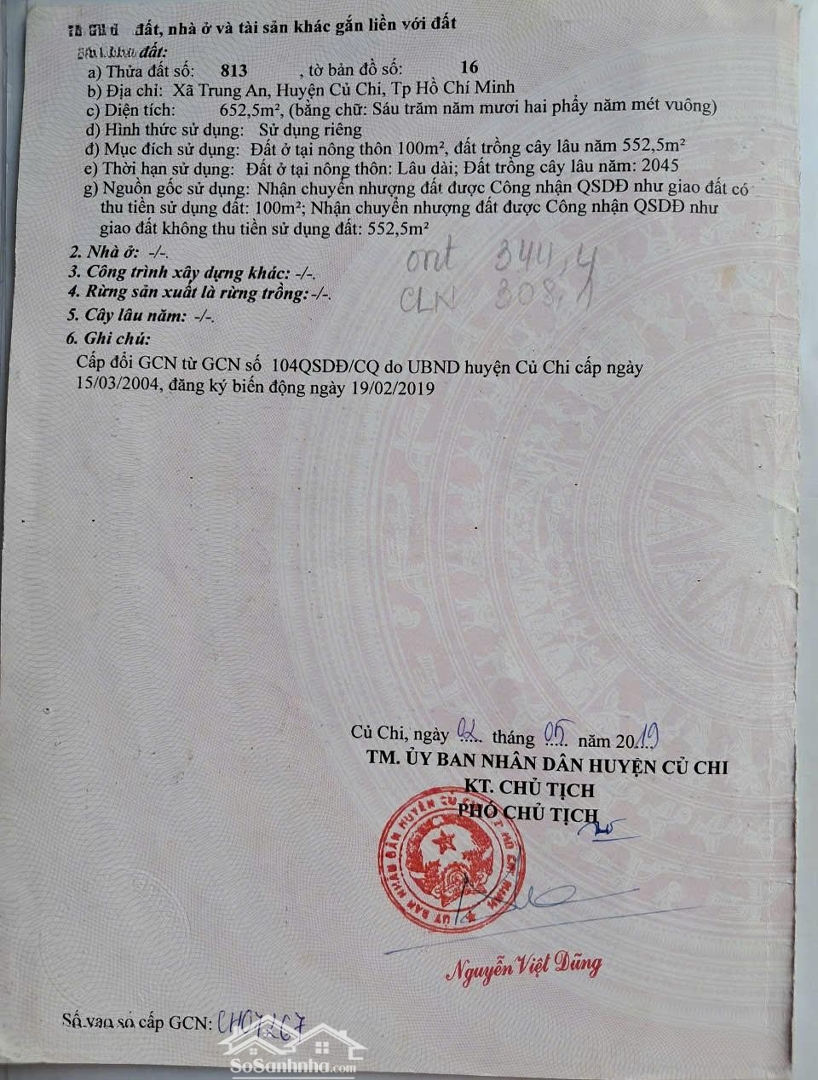 đất, nhà ở và tài sản khác gắn liền với đất
đất:
a) Thửa đất số: 813 , tờ bản đồ số: 16
b) Địa chỉ: Xã Trung An, Huyện Củ Chi, Tp Hồ Chí Minh
c) Diện tích: 652,5m², (bằng chữ: Sáu trăm năm mươi hai phẩy năm mét vuông)
d) Hình thức sử dụng: Sử dụng riêng
đ) Mục đích sử dụng: Đất ở tại nông thôn 100m², đất trồng cây lâu năm 552,5m²
e) Thời hạn sử dụng: Đất ở tại nông thôn: Lâu dài; Đất trồng cây lâu năm: 2045
g) Nguồn gốc sử dụng: Nhận chuyển nhượng đất được Công nhận QSDĐ như giao đất có
thu tiền sử dụng đất: 100m²; Nhận chuyển nhượng đất được Công nhận QSDĐ như
giao đất không thu tiền sử dụng đất: 552,5m²
2. Nhà ở: -/-.
ont 344,4
3. Công trình xây dựng khác: -/-.
CLN 308,1
4. Rừng sản xuất là rừng trồng: -/-.
5. Cây lâu năm: -/-.
6. Ghi chú:
Cấp đổi GCN từ GCN số 104QSDĐ/CQ do UBND huyện Củ Chi cấp ngày
15/03/2004, đăng ký biến động ngày 19/02/2019
Củ Chi, ngày 02 tháng 05 năm 2019
TM. ỦY BAN NHÂN DÂN HUYỆN CỦ CHI
KT. CHỦ TỊCH
PHÓ CHỦ TỊCH
Nguyễn Việt Dũng
Số vào sổ cấp GCN: CH07267
SoSanhnha.com